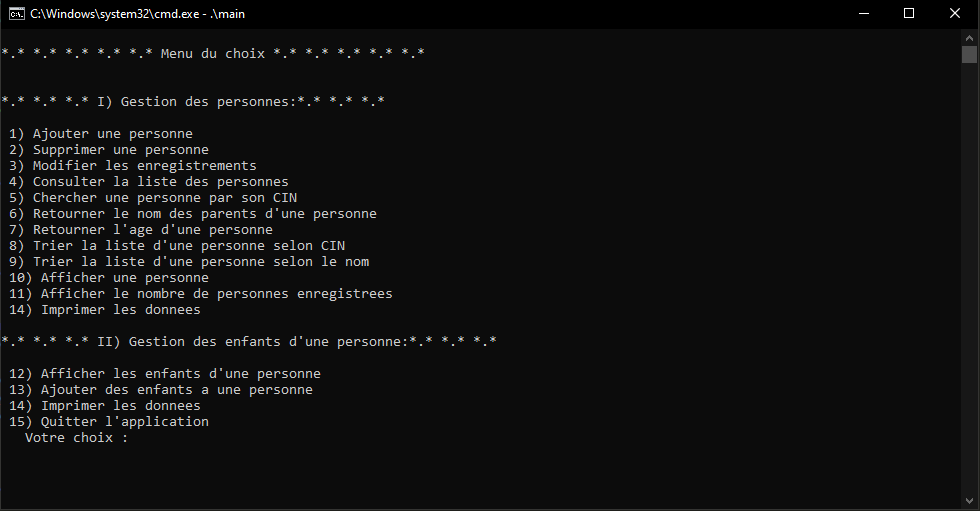 C:\Windows\system32\cmd.exe - .\main
*.* *.* *.* *.* *.* Menu du choix *.* *.* *.* *.* *.*
*.* *.* *.* I) Gestion des personnes:*.* *.* *.*
1) Ajouter une personne
2) Supprimer une personne
3) Modifier les enregistrements
4) Consulter la liste des personnes
5) Chercher une personne par son CIN
6) Retourner le nom des parents d'une personne
7) Retourner l'age d'une personne
8) Trier la liste d'une personne selon CIN
9) Trier la liste d'une personne selon le nom
10) Afficher une personne
11) Afficher le nombre de personnes enregistrees
14) Imprimer les donnees
*.* *.* *.* II) Gestion des enfants d'une personne:*.* *.* *.*
12) Afficher les enfants d'une personne
13) Ajouter des enfants a une personne
14) Imprimer les donnees
15) Quitter l'application
Votre choix :